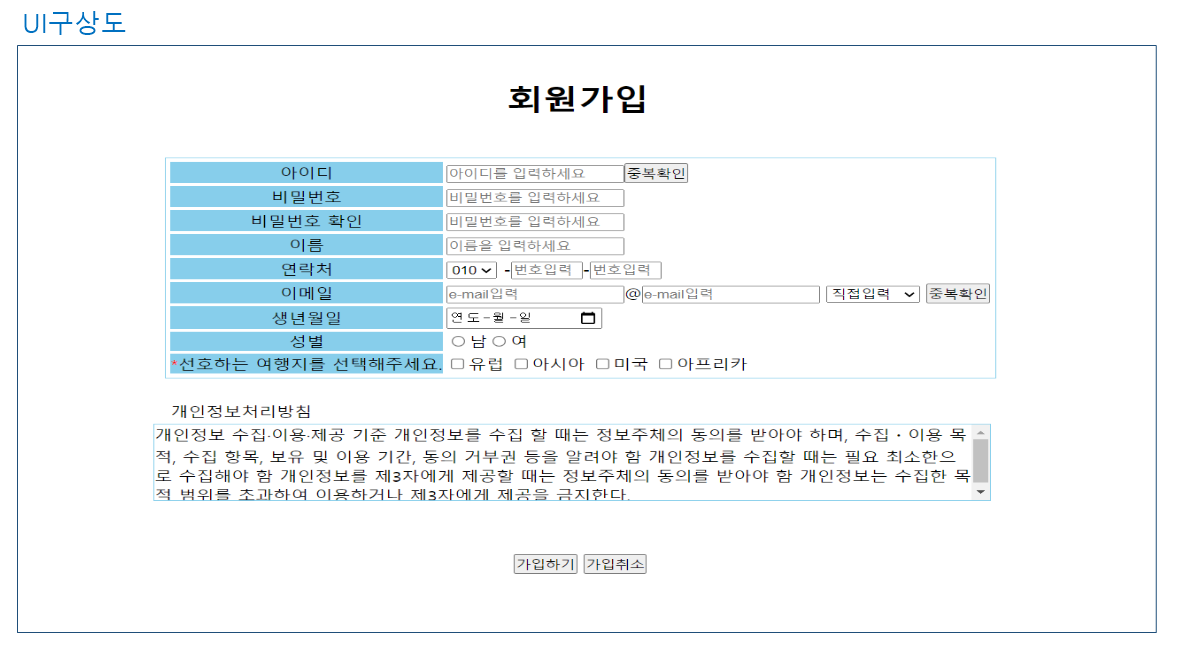 UI구상도
회원가입
아이디 아이디를 입력하세요 중복확인
비밀번호 비밀번호를 입력하세요
비밀번호 확인 비밀번호를 입력하세요
이름 이름을 입력하세요
연락처 010 -번호입력 -번호입력
이메일 e-mail입력 @e-mail입력 직접입력 중복확인
생년월일 연도-월-일
성별 남 여
*선호하는 여행지를 선택해주세요. 유럽 아시아 미국 아프리카
개인정보처리방침
개인정보 수집·이용·제공 기준 개인정보를 수집 할 때는 정보주체의 동의를 받아야 하며, 수집・이용 목
적, 수집 항목, 보유 및 이용 기간, 동의 거부권 등을 알려야 함 개인정보를 수집할 때는 필요 최소한으
로 수집해야 함 개인정보를 제3자에게 제공할 때는 정보주체의 동의를 받아야 함 개인정보는 수집한 목
적 범위를 초과하여 이용하거나 제3자에게 제공을 금지한다.
가입하기 가입취소